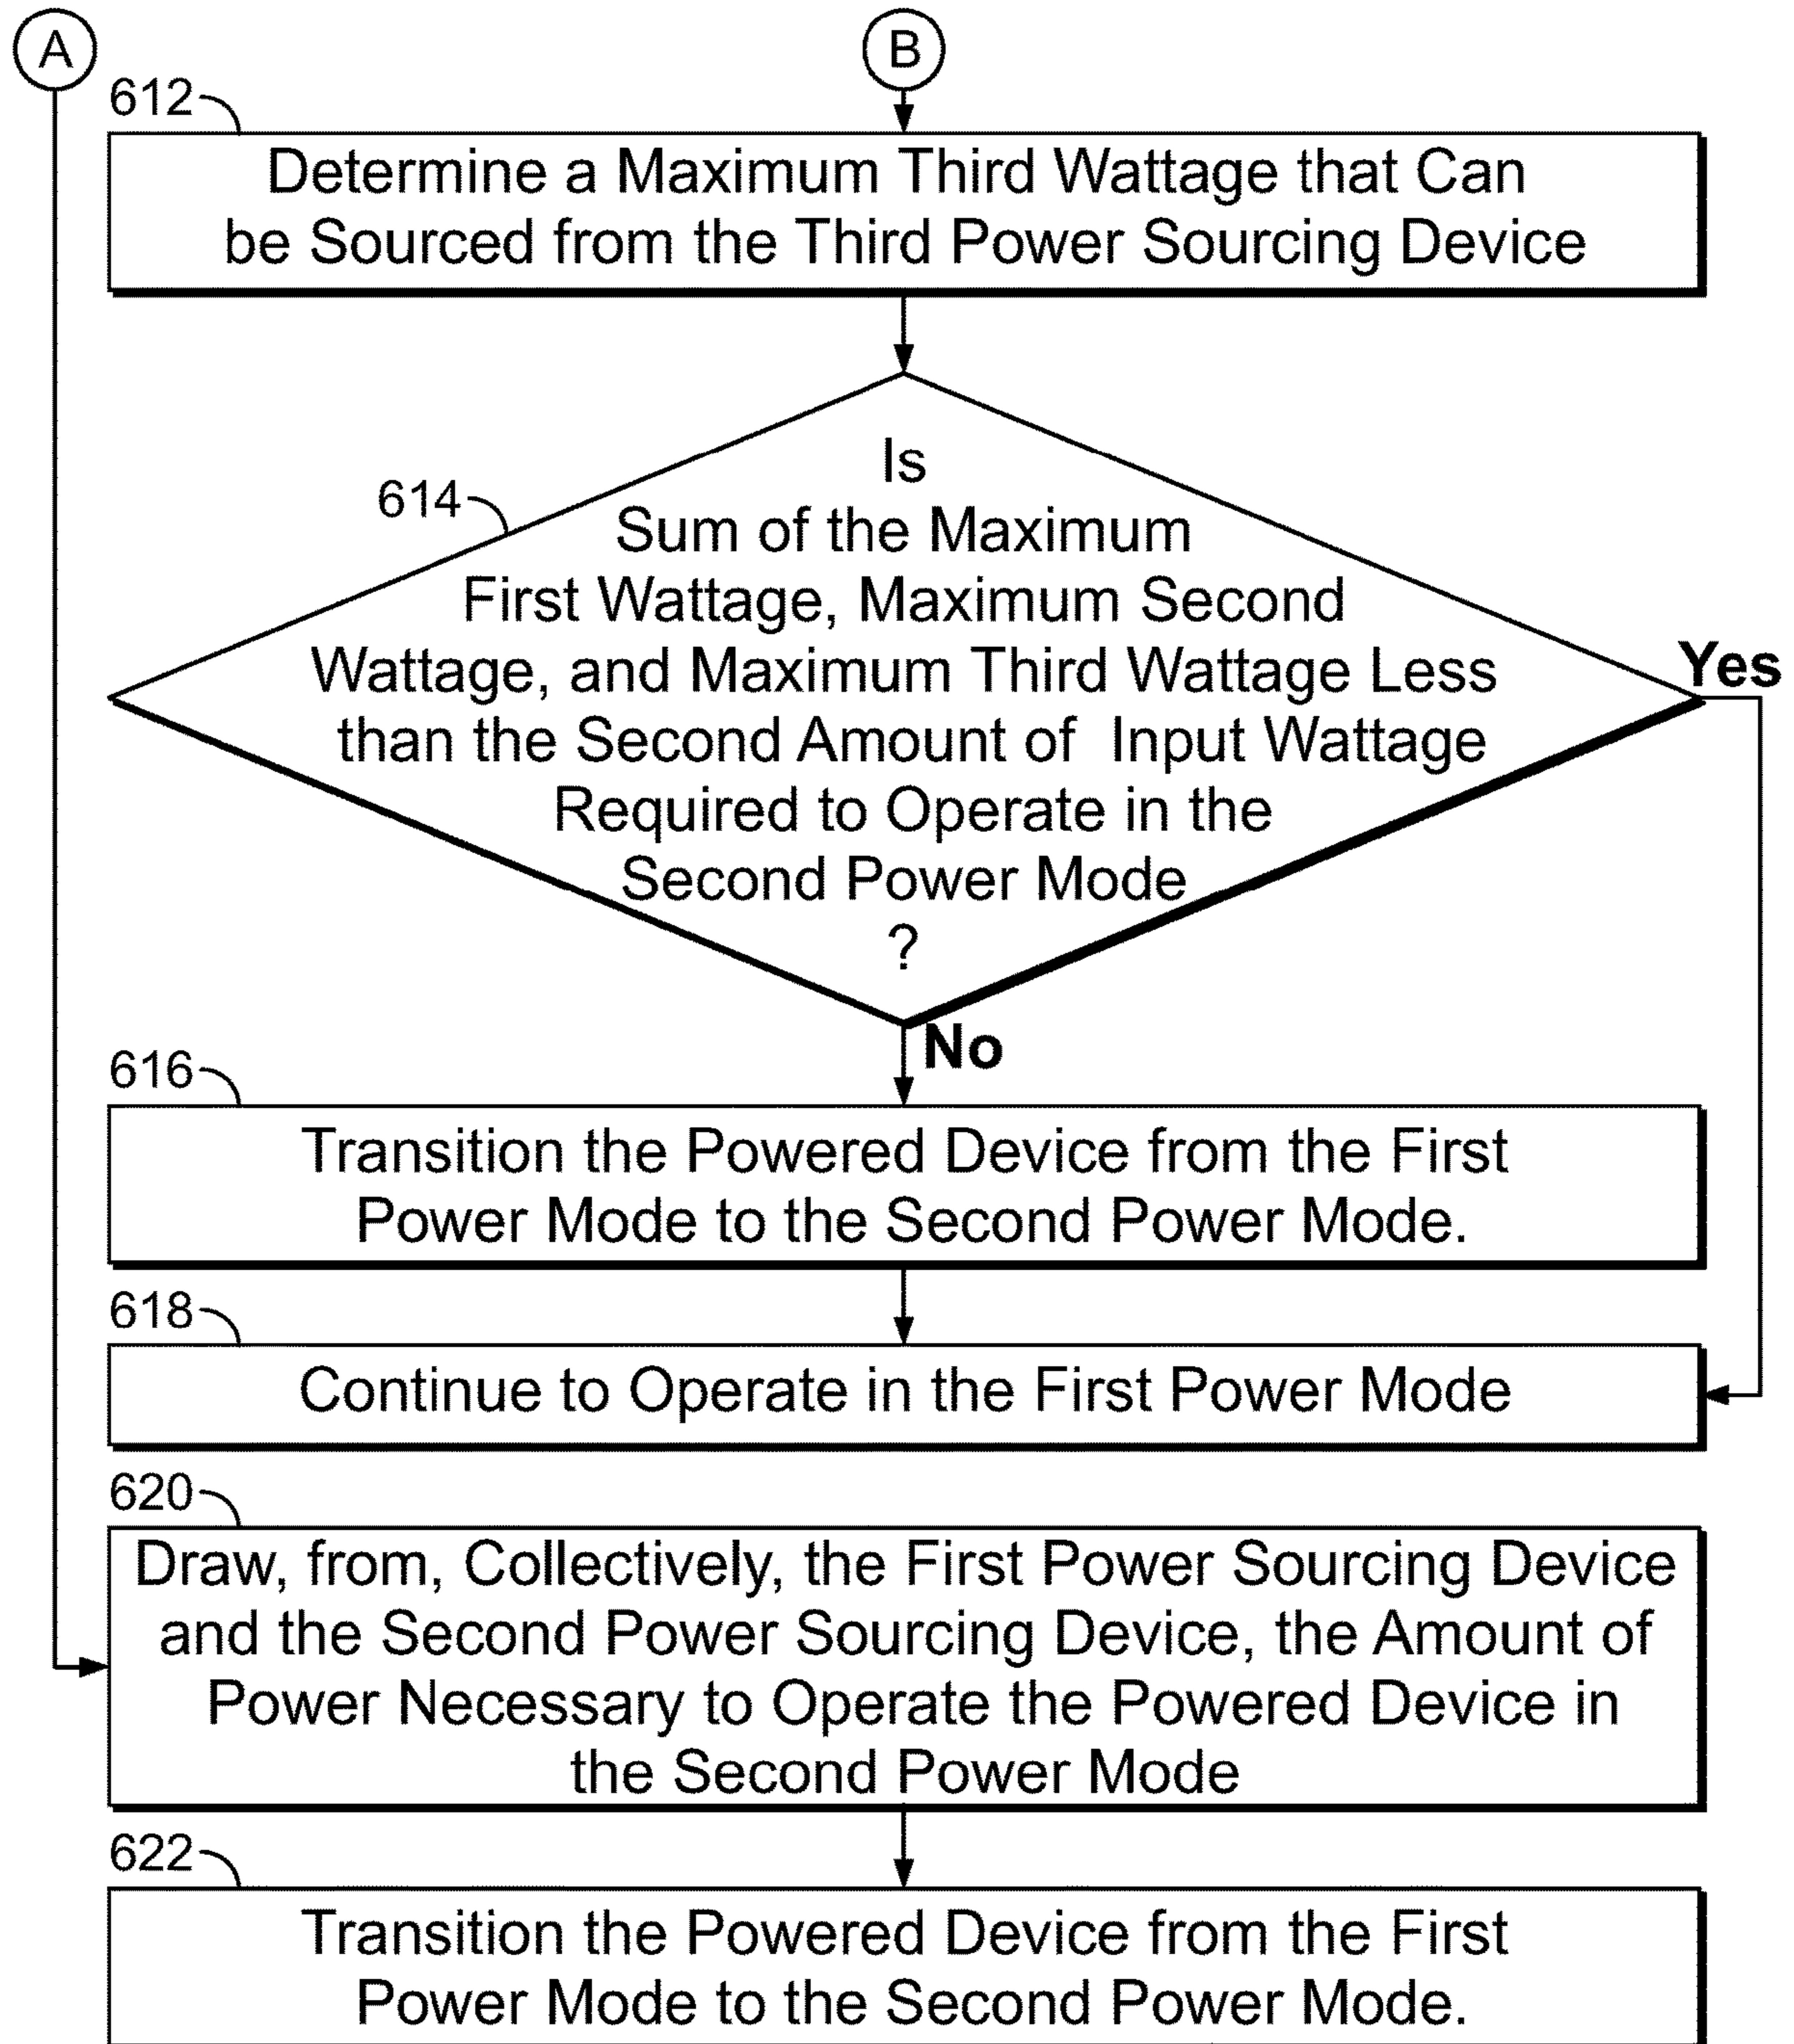 A
B
612
Determine a Maximum Third Wattage that Can
be Sourced from the Third Power Sourcing Device
614
Is
Sum of the Maximum
First Wattage, Maximum Second
Wattage, and Maximum Third Wattage Less
than the Second Amount of Input Wattage
Required to Operate in the
Second Power Mode
?
Yes
No
616
Transition the Powered Device from the First
Power Mode to the Second Power Mode.
618
Continue to Operate in the First Power Mode
620
Draw, from, Collectively, the First Power Sourcing Device
and the Second Power Sourcing Device, the Amount of
Power Necessary to Operate the Powered Device in
the Second Power Mode
622
Transition the Powered Device from the First
Power Mode to the Second Power Mode.